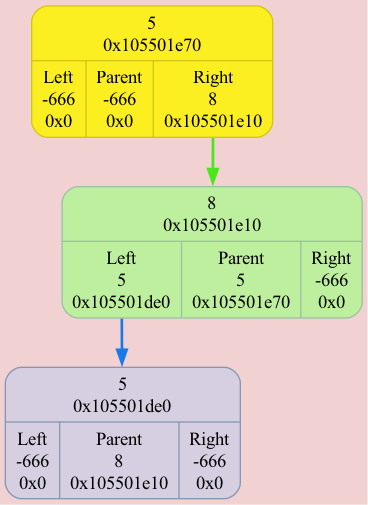 5
0x105501e70
Left Parent Right
-666 -666 8
0x0 0x0 0x105501e10
8
0x105501e10
Left Parent Right
5 5 -666
0x105501de0 0x105501e70 0x0
5
0x105501de0
Left Parent Right
-666 8 -666
0x0 0x105501e10 0x0